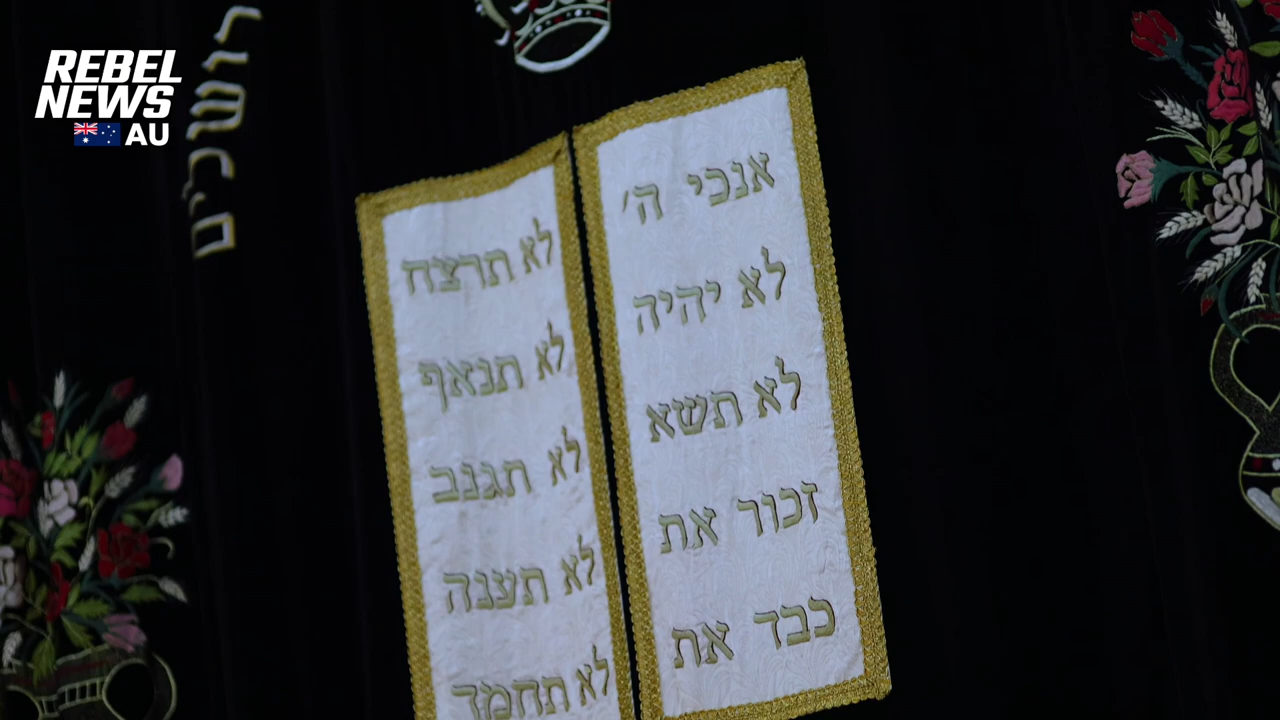 REBEL
NEWS
AU
ירושכ״ם
אנכי ה׳
לא יהיה
לא תשא
זכור את
כבד את
לא תרצח
לא תנאף
לא תגנב
לא תענה
לא תחמד